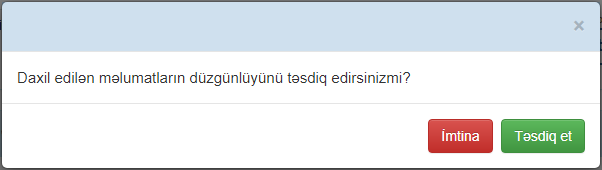 ×
Daxil edilən məlumatların düzgünlüyünü təsdiq edirsinizmi?
İmtina
Təsdiq et